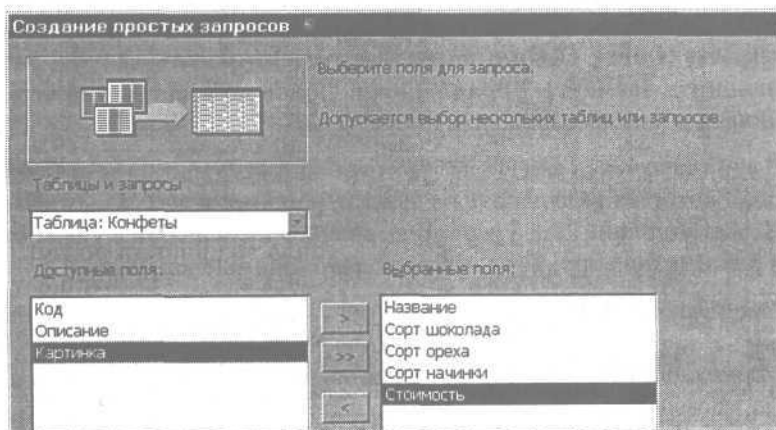 Создание простых запросов
Выберите поля для запроса.
Допускается выбор нескольких таблиц или запросов.
Таблицы и запросы
Таблица: Конфеты
Доступные поля:
Выбранные поля:
Код
Описание
Картинка
>
>>
<
Название
Сорт шоколада
Сорт ореха
Сорт начинки
Стоимость